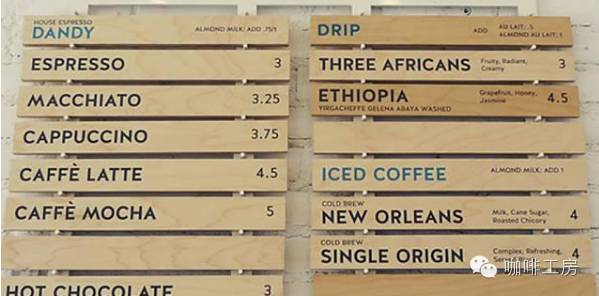 HOUSE ESPRESSO
DANDY
ALMOND MILK: ADD .75/1
ESPRESSO 3
MACCHIATO 3.25
CAPPUCCINO 3.75
CAFFÈ LATTE 4.5
CAFFÈ MOCHA 5
HOT CHOCOLATE 3
DRIP
ADD
AU LAIT: .5
ALMOND AU LAIT: 1
THREE AFRICANS
Fruity, Radiant,
Creamy
3
ETHIOPIA
YIRGACHEFFE GELENA ABAYA WASHED
Grapefruit, Honey,
Jasmine
4.5
ICED COFFEE
ALMOND MILK: ADD 1
COLD BREW
NEW ORLEANS
Milk, Cane Sugar,
Roasted Chicory
4
COLD BREW
SINGLE ORIGIN
Complex, Refreshing,
4
咖啡工房